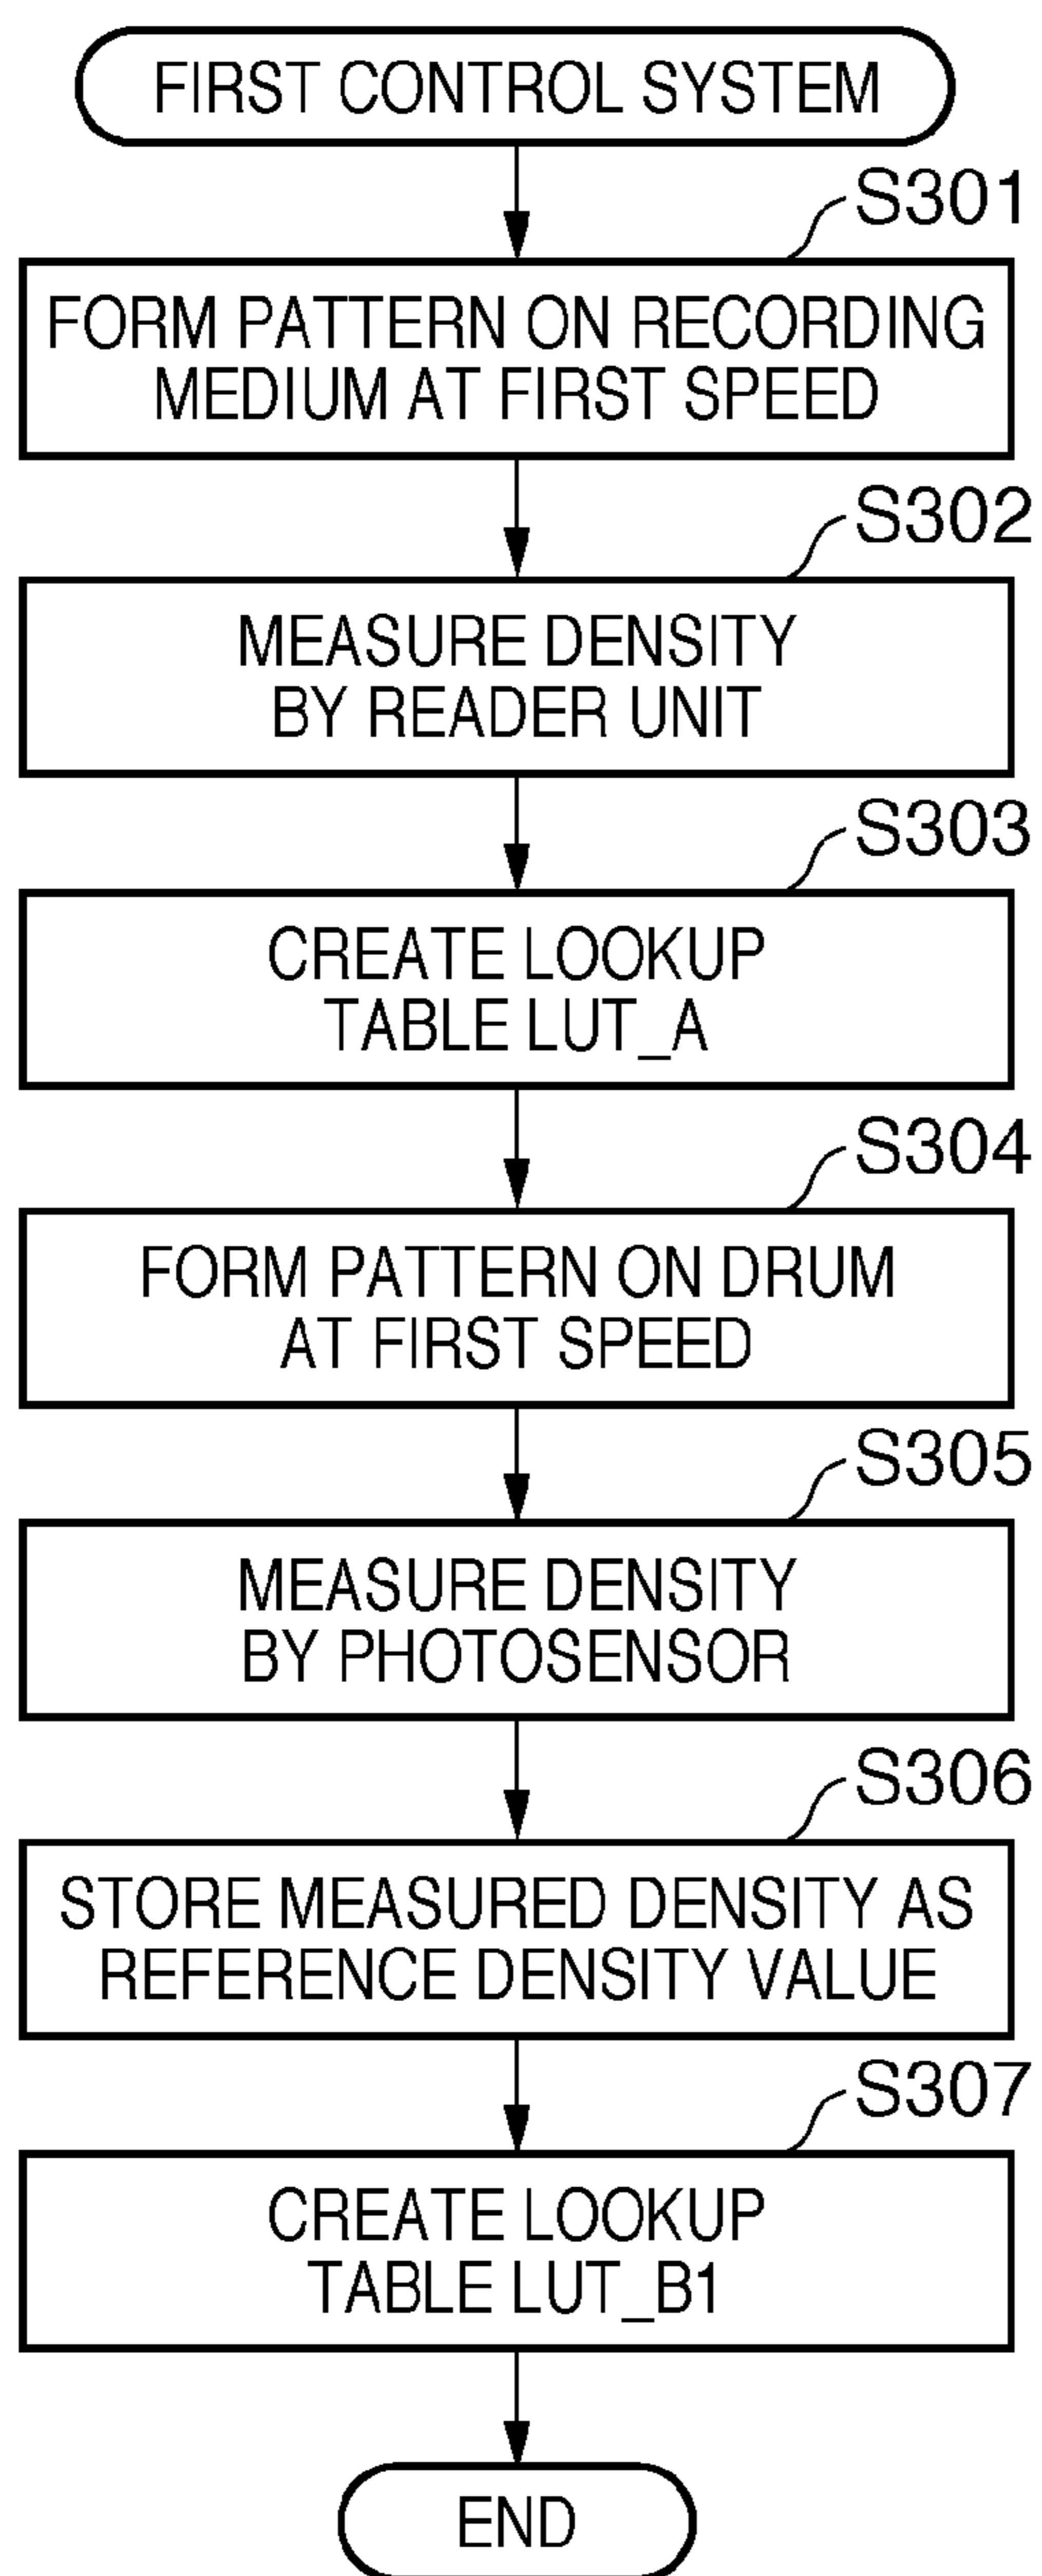 FIRST CONTROL SYSTEM
S301
FORM PATTERN ON RECORDING
MEDIUM AT FIRST SPEED
S302
MEASURE DENSITY
BY READER UNIT
S303
CREATE LOOKUP
TABLE LUT_A
S304
FORM PATTERN ON DRUM
AT FIRST SPEED
S305
MEASURE DENSITY
BY PHOTOSENSOR
S306
STORE MEASURED DENSITY AS
REFERENCE DENSITY VALUE
S307
CREATE LOOKUP
TABLE LUT_B1
END